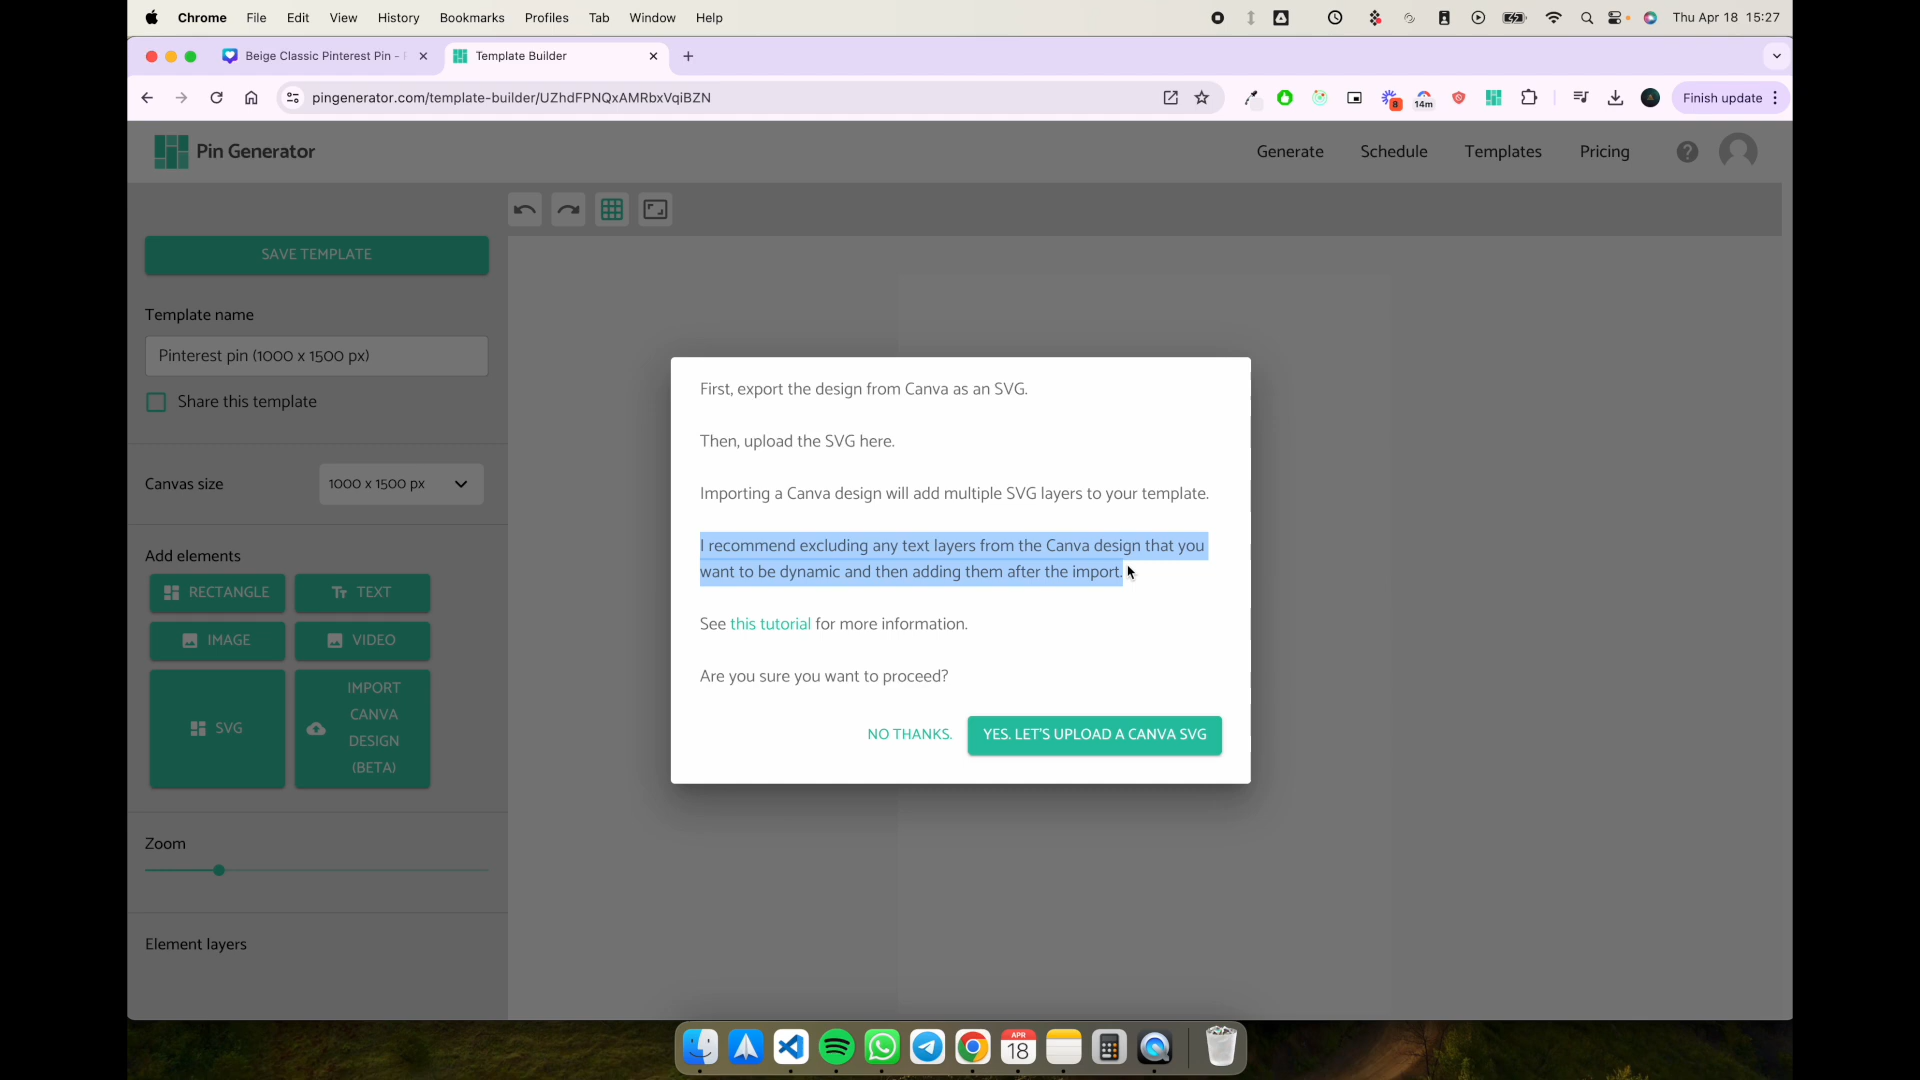 Chrome File Edit View History Bookmarks Profiles Tab Window Help Thu Apr 18 15:27
Beige Classic Pinterest Pin - Template Builder
pingenerator.com/template-builder/UZhdFPNQxAMRbxVqiBZN 8 14m Finish update
Pin Generator Generate Schedule Templates Pricing ?
SAVE TEMPLATE
Template name
Pinterest pin (1000 x 1500 px)
Share this template
Canvas size 1000 x 1500 px
Add elements
RECTANGLE TEXT
IMAGE VIDEO
SVG
IMPORT
CANVA
DESIGN
(BETA)
Zoom
Element layers
First, export the design from Canva as an SVG.
Then, upload the SVG here.
Importing a Canva design will add multiple SVG layers to your template.
I recommend excluding any text layers from the Canva design that you
want to be dynamic and then adding them after the import.
See this tutorial for more information.
Are you sure you want to proceed?
NO THANKS. YES. LET'S UPLOAD A CANVA SVG
APR
18